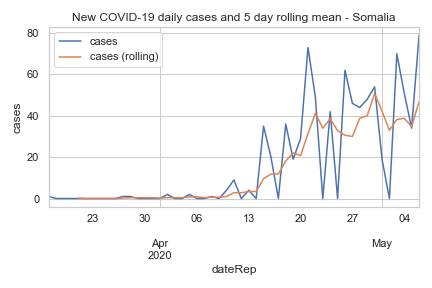 New COVID-19 daily cases and 5 day rolling mean - Somalia
cases
cases (rolling)
80
60
40
20
0
cases
23
30
06
13
20
27
04
Apr
2020
May
dateRep